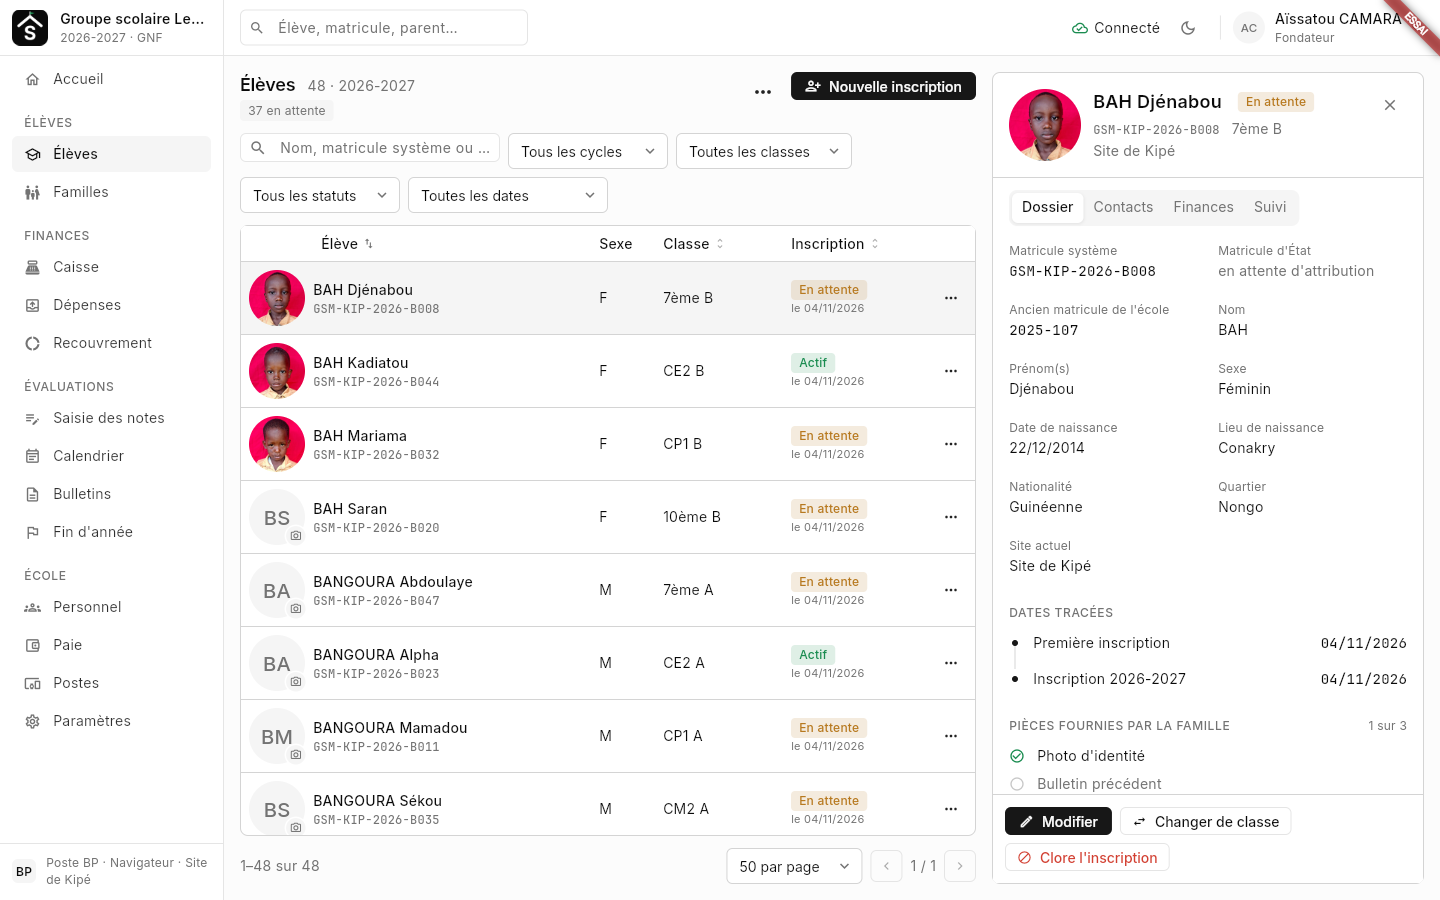 Groupe scolaire Le...
2026-2027 · GNF
Élève, matricule, parent...
Connecté
AC
Aïssatou CAMARA
Fondateur
ESSAI
Accueil
ÉLÈVES
Élèves
Familles
FINANCES
Caisse
Dépenses
Recouvrement
ÉVALUATIONS
Saisie des notes
Calendrier
Bulletins
Fin d'année
ÉCOLE
Personnel
Paie
Postes
Paramètres
BP
Poste BP · Navigateur · Site
de Kipé
Élèves 48 · 2026-2027
37 en attente
Nouvelle inscription
Nom, matricule système ou ...
Tous les cycles
Toutes les classes
Tous les statuts
Toutes les dates
Élève Sexe Classe Inscription
BAH Djénabou
GSM-KIP-2026-B008
F
7ème B
En attente
le 04/11/2026
BAH Kadiatou
GSM-KIP-2026-B044
F
CE2 B
Actif
le 04/11/2026
BAH Mariama
GSM-KIP-2026-B032
F
CP1 B
En attente
le 04/11/2026
BS
BAH Saran
GSM-KIP-2026-B020
F
10ème B
En attente
le 04/11/2026
BA
BANGOURA Abdoulaye
GSM-KIP-2026-B047
M
7ème A
En attente
le 04/11/2026
BA
BANGOURA Alpha
GSM-KIP-2026-B023
M
CE2 A
Actif
le 04/11/2026
BM
BANGOURA Mamadou
GSM-KIP-2026-B011
M
CP1 A
En attente
le 04/11/2026
BS
BANGOURA Sékou
GSM-KIP-2026-B035
M
CM2 A
En attente
le 04/11/2026
1–48 sur 48
50 par page
1 / 1
BAH Djénabou
En attente
GSM-KIP-2026-B008 7ème B
Site de Kipé
Dossier Contacts Finances Suivi
Matricule système
GSM-KIP-2026-B008
Matricule d'État
en attente d'attribution
Ancien matricule de l'école
2025-107
Nom
BAH
Prénom(s)
Djénabou
Sexe
Féminin
Date de naissance
22/12/2014
Lieu de naissance
Conakry
Nationalité
Guinéenne
Quartier
Nongo
Site actuel
Site de Kipé
DATES TRACÉES
Première inscription 04/11/2026
Inscription 2026-2027 04/11/2026
PIÈCES FOURNIES PAR LA FAMILLE 1 sur 3
Photo d'identité
Bulletin précédent
Modifier
Changer de classe
Clore l'inscription